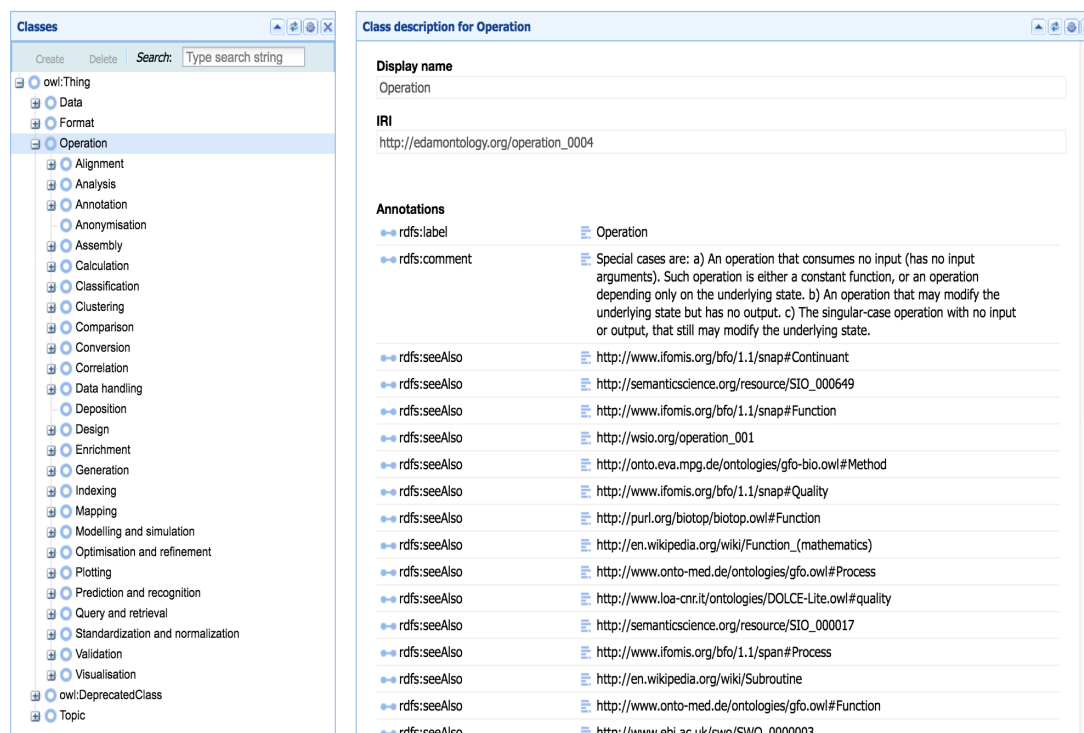 Classes
Create Delete Search: Type search string
owl:Thing
Data
Format
Operation
Alignment
Analysis
Annotation
Anonymisation
Assembly
Calculation
Classification
Clustering
Comparison
Conversion
Correlation
Data handling
Deposition
Design
Enrichment
Generation
Indexing
Mapping
Modelling and simulation
Optimisation and refinement
Plotting
Prediction and recognition
Query and retrieval
Standardization and normalization
Validation
Visualisation
owl:DeprecatedClass
Topic
Class description for Operation
Display name
Operation
IRI
http://edamontology.org/operation_0004
Annotations
rdfs:label Operation
rdfs:comment Special cases are: a) An operation that consumes no input (has no input
arguments). Such operation is either a constant function, or an operation
depending only on the underlying state. b) An operation that may modify the
underlying state but has no output. c) The singular-case operation with no input
or output, that still may modify the underlying state.
rdfs:seeAlso http://www.ifomis.org/bfo/1.1/snap#Continuant
rdfs:seeAlso http://semanticscience.org/resource/SIO_000649
rdfs:seeAlso http://www.ifomis.org/bfo/1.1/snap#Function
rdfs:seeAlso http://wsio.org/operation_001
rdfs:seeAlso http://onto.eva.mpg.de/ontologies/gfo-bio.owl#Method
rdfs:seeAlso http://www.ifomis.org/bfo/1.1/snap#Quality
rdfs:seeAlso http://purl.org/biotop/biotop.owl#Function
rdfs:seeAlso http://en.wikipedia.org/wiki/Function_(mathematics)
rdfs:seeAlso http://www.onto-med.de/ontologies/gfo.owl#Process
rdfs:seeAlso http://www.loa-cnr.it/ontologies/DOLCE-Lite.owl#quality
rdfs:seeAlso http://semanticscience.org/resource/SIO_000017
rdfs:seeAlso http://www.ifomis.org/bfo/1.1/span#Process
rdfs:seeAlso http://en.wikipedia.org/wiki/Subroutine
rdfs:seeAlso http://www.onto-med.de/ontologies/gfo.owl#Function
rdfs:seeAlso http://www.ebi.ac.uk/swo/SWO_0000003